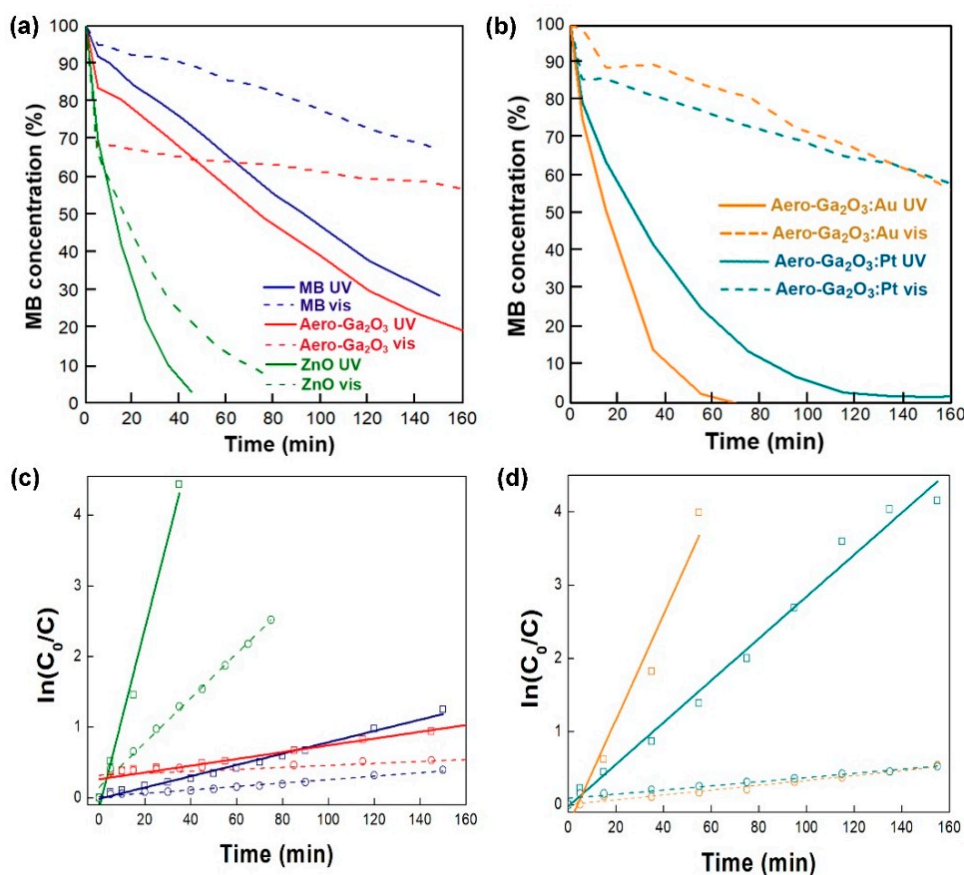 (a)
MB concentration (%)
100
90
80
70
60
50
40
30
20
10
0
0 20 40 60 80 100 120 140 160
Time (min)
MB UV
MB vis
Aero-Ga₂O₃ UV
Aero-Ga₂O₃ vis
ZnO UV
ZnO vis
(b)
MB concentration (%)
100
90
80
70
60
50
40
30
20
10
0
0 20 40 60 80 100 120 140 160
Time (min)
Aero-Ga₂O₃:Au UV
Aero-Ga₂O₃:Au vis
Aero-Ga₂O₃:Pt UV
Aero-Ga₂O₃:Pt vis
(c)
ln(C₀/C)
4
3
2
1
0
0 20 40 60 80 100 120 140 160
Time (min)
(d)
ln(C₀/C)
4
3
2
1
0
0 20 40 60 80 100 120 140 160
Time (min)